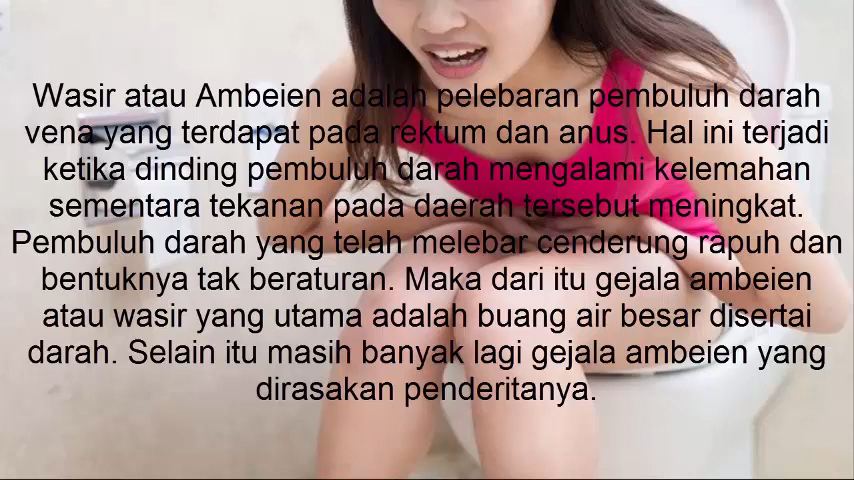 Wasir atau Ambeien adalah pelebaran pembuluh darah
vena yang terdapat pada rektum dan anus. Hal ini terjadi
ketika dinding pembuluh darah mengalami kelemahan
sementara tekanan pada daerah tersebut meningkat.
Pembuluh darah yang telah melebar cenderung rapuh dan
bentuknya tak beraturan. Maka dari itu gejala ambeien
atau wasir yang utama adalah buang air besar disertai
darah. Selain itu masih banyak lagi gejala ambeien yang
dirasakan penderitanya.